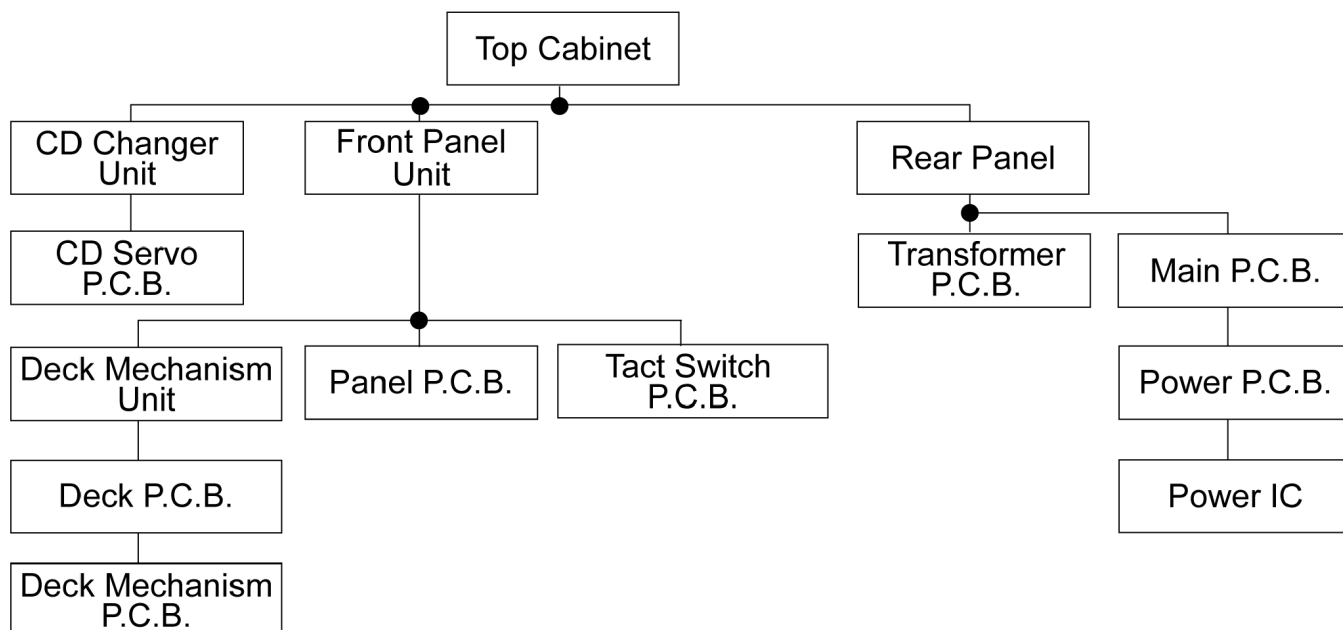 Top Cabinet
CD Changer
Unit
Front Panel
Unit
Rear Panel
CD Servo
P.C.B.
Transformer
P.C.B.
Main P.C.B.
Deck Mechanism
Unit
Panel P.C.B.
Tact Switch
P.C.B.
Power P.C.B.
Deck P.C.B.
Power IC
Deck Mechanism
P.C.B.